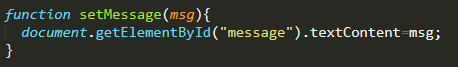 function setMessage(msg){
  document.getElementById("message").textContent=msg;
}